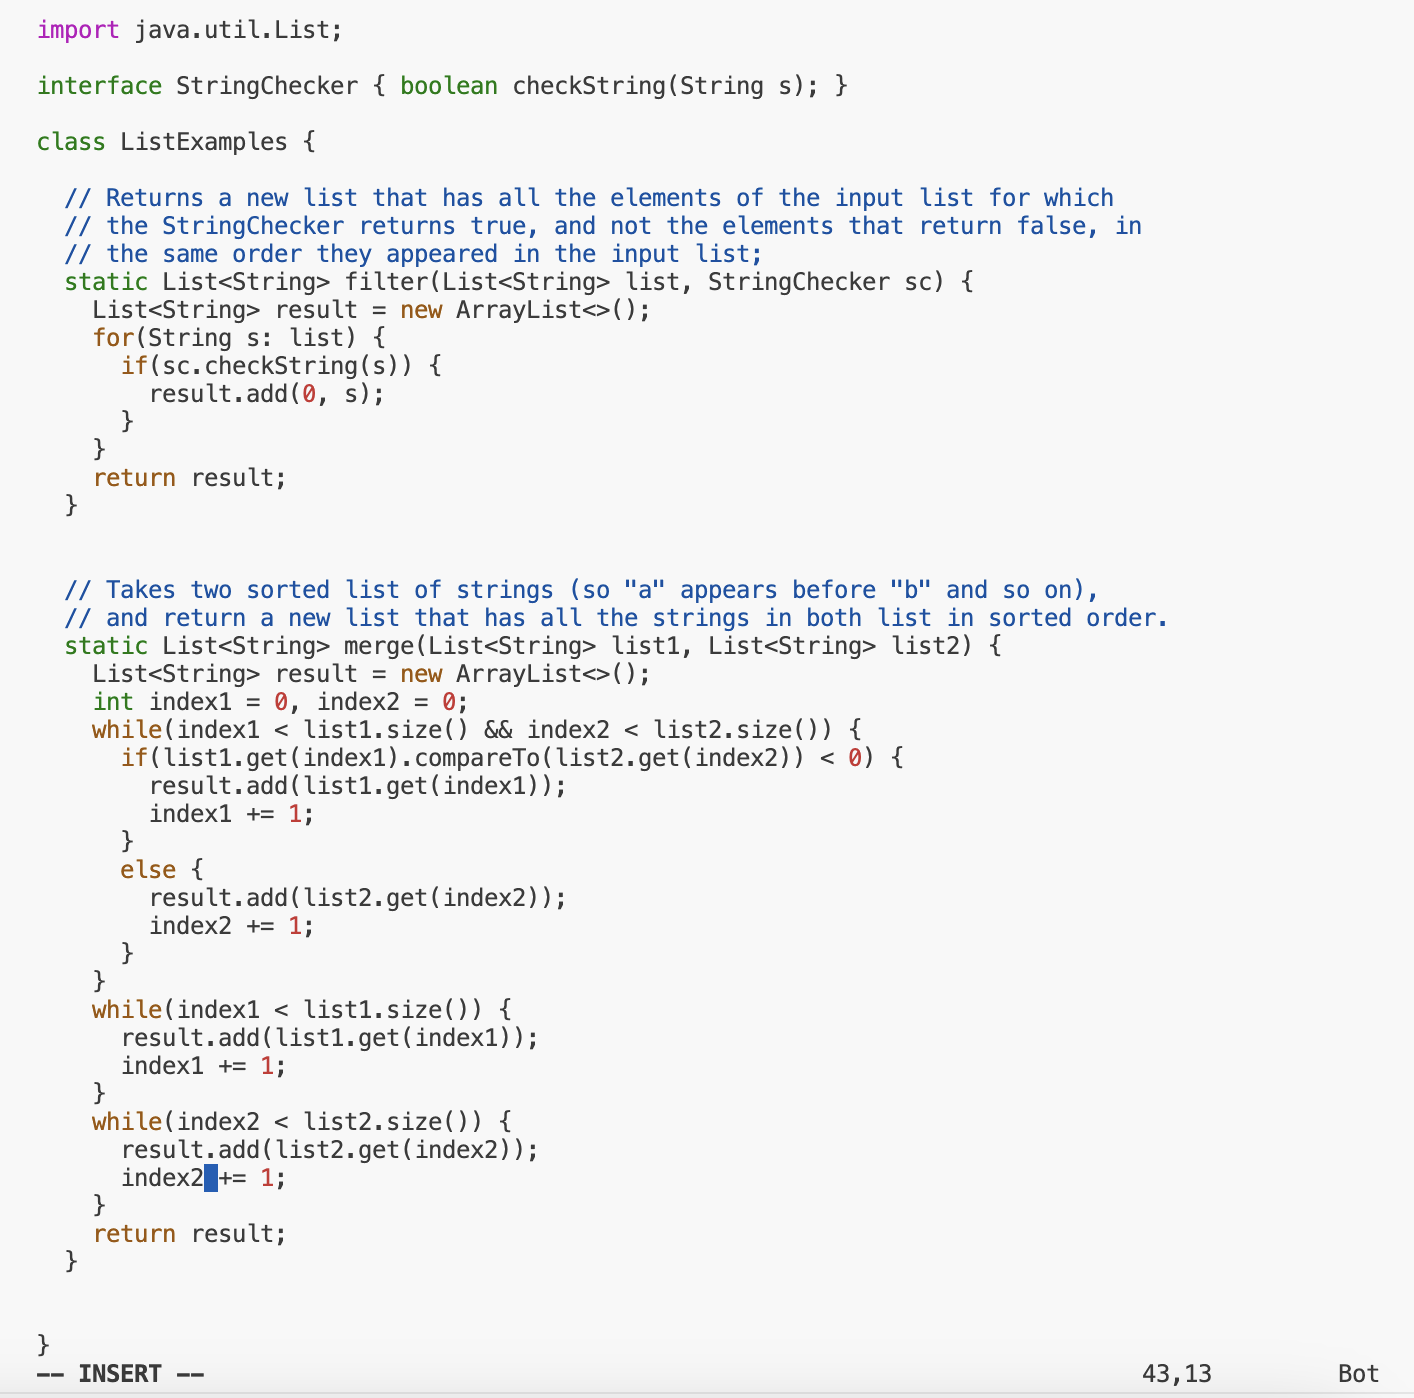 import java.util.List;

interface StringChecker { boolean checkString(String s); }

class ListExamples {

  // Returns a new list that has all the elements of the input list for which
  // the StringChecker returns true, and not the elements that return false, in
  // the same order they appeared in the input list;
  static List<String> filter(List<String> list, StringChecker sc) {
    List<String> result = new ArrayList<>();
    for(String s: list) {
      if(sc.checkString(s)) {
        result.add(0, s);
      }
    }
    return result;
  }


  // Takes two sorted list of strings (so "a" appears before "b" and so on),
  // and return a new list that has all the strings in both list in sorted order.
  static List<String> merge(List<String> list1, List<String> list2) {
    List<String> result = new ArrayList<>();
    int index1 = 0, index2 = 0;
    while(index1 < list1.size() && index2 < list2.size()) {
      if(list1.get(index1).compareTo(list2.get(index2)) < 0) {
        result.add(list1.get(index1));
        index1 += 1;
      }
      else {
        result.add(list2.get(index2));
        index2 += 1;
      }
    }
    while(index1 < list1.size()) {
      result.add(list1.get(index1));
      index1 += 1;
    }
    while(index2 < list2.size()) {
      result.add(list2.get(index2));
      index2 += 1;
    }
    return result;
  }


}
-- INSERT -- 43,13 Bot